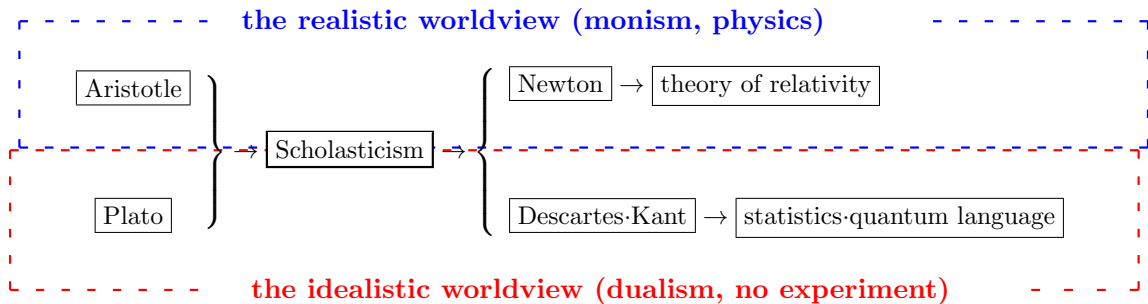 the realistic worldview (monism, physics)
Aristotle Newton → theory of relativity
→ Scholasticism →
Plato Descartes·Kant → statistics·quantum language
the idealistic worldview (dualism, no experiment)